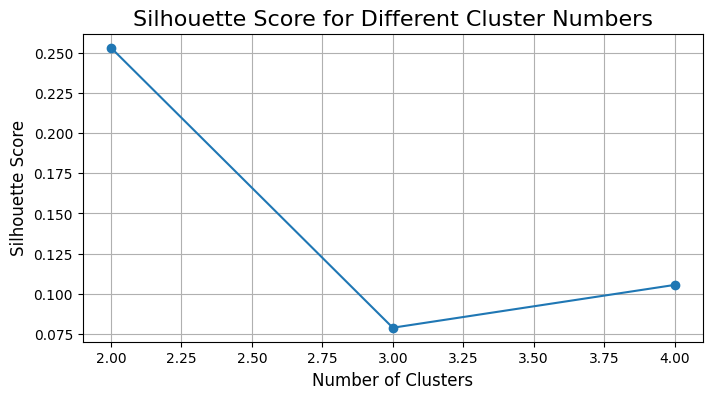 Silhouette Score for Different Cluster Numbers
Silhouette Score
0.250
0.225
0.200
0.175
0.150
0.125
0.100
0.075
2.00 2.25 2.50 2.75 3.00 3.25 3.50 3.75 4.00
Number of Clusters